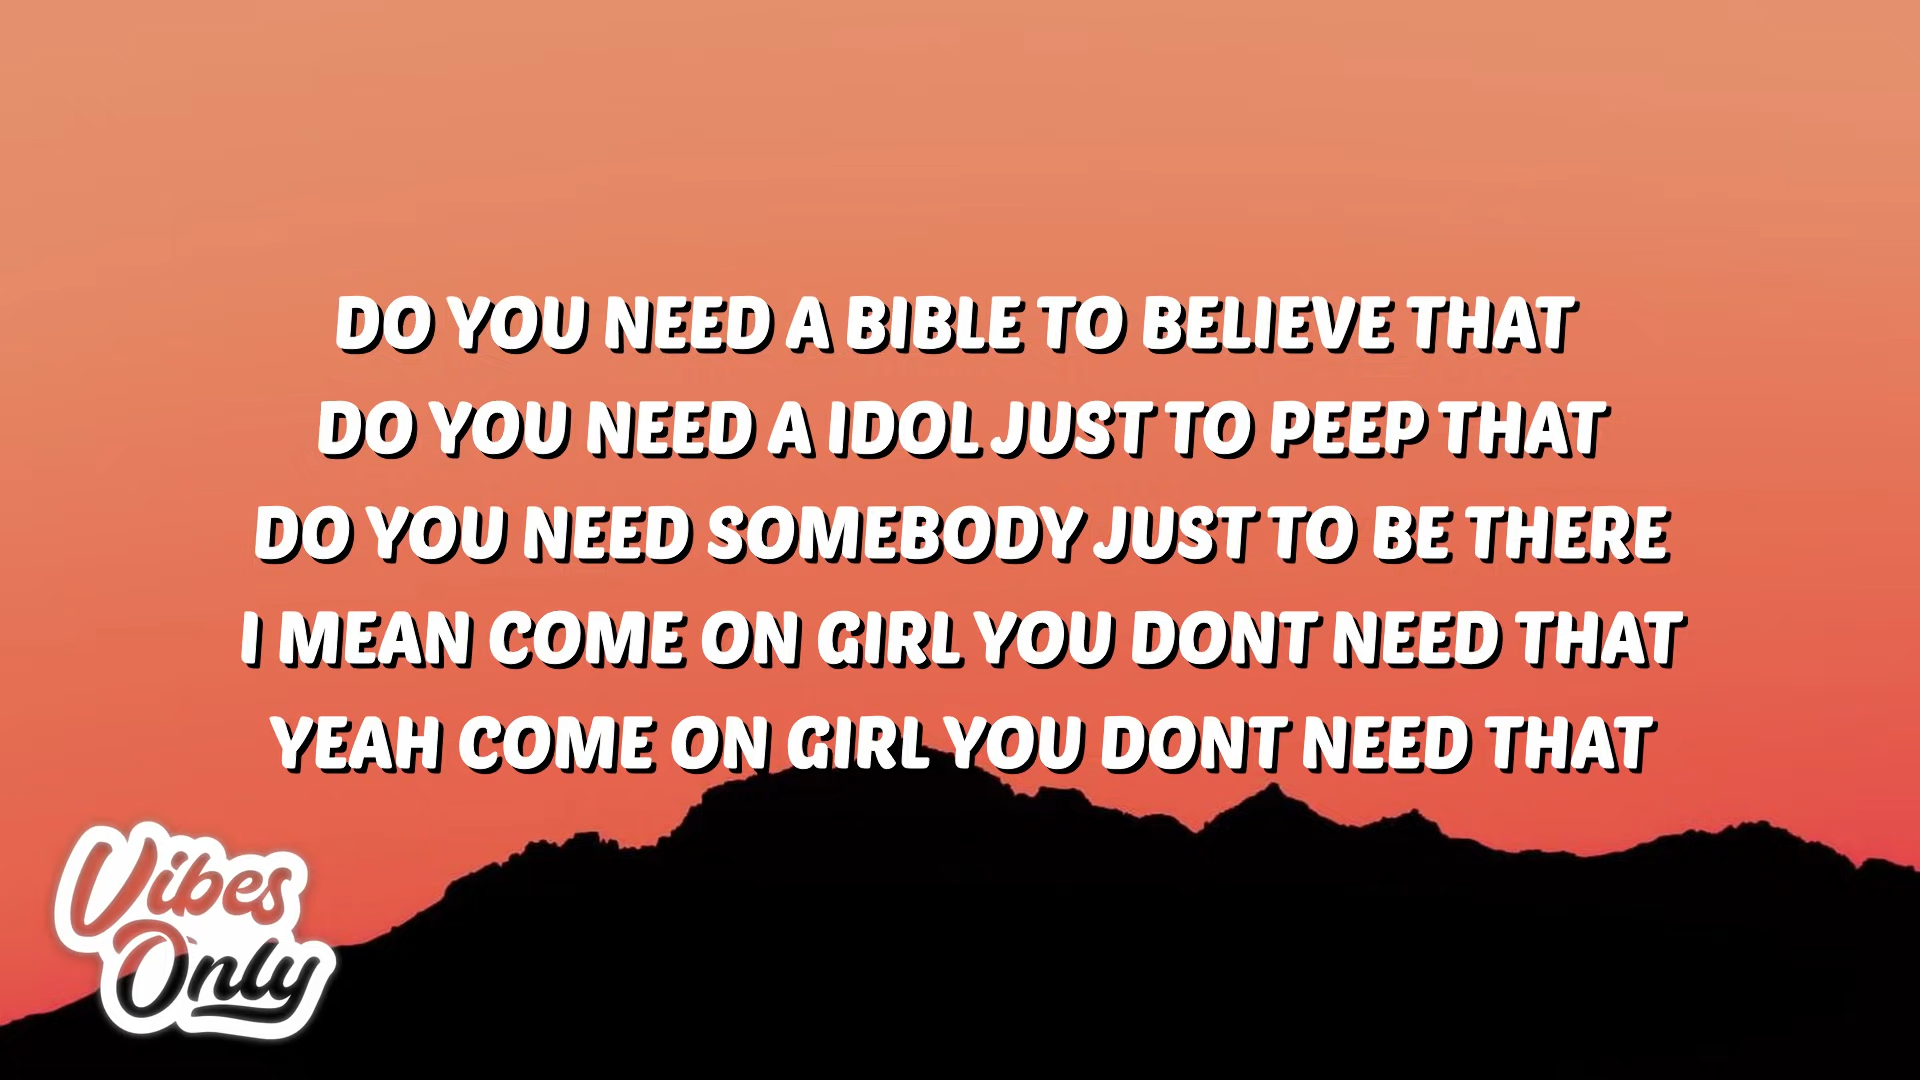 DO YOU NEED A BIBLE TO BELIEVE THAT
DO YOU NEED A IDOL JUST TO PEEP THAT
DO YOU NEED SOMEBODY JUST TO BE THERE
I MEAN COME ON GIRL YOU DONT NEED THAT
YEAH COME ON GIRL YOU DONT NEED THAT
Vibes
Only